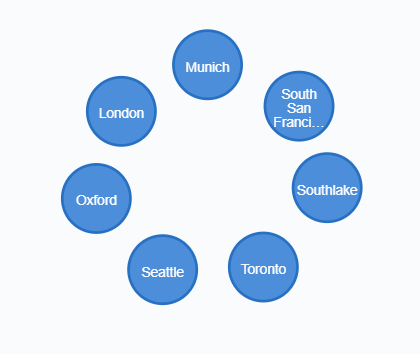 Munich
South
San
Franci...
London
Southlake
Oxford
Seattle
Toronto